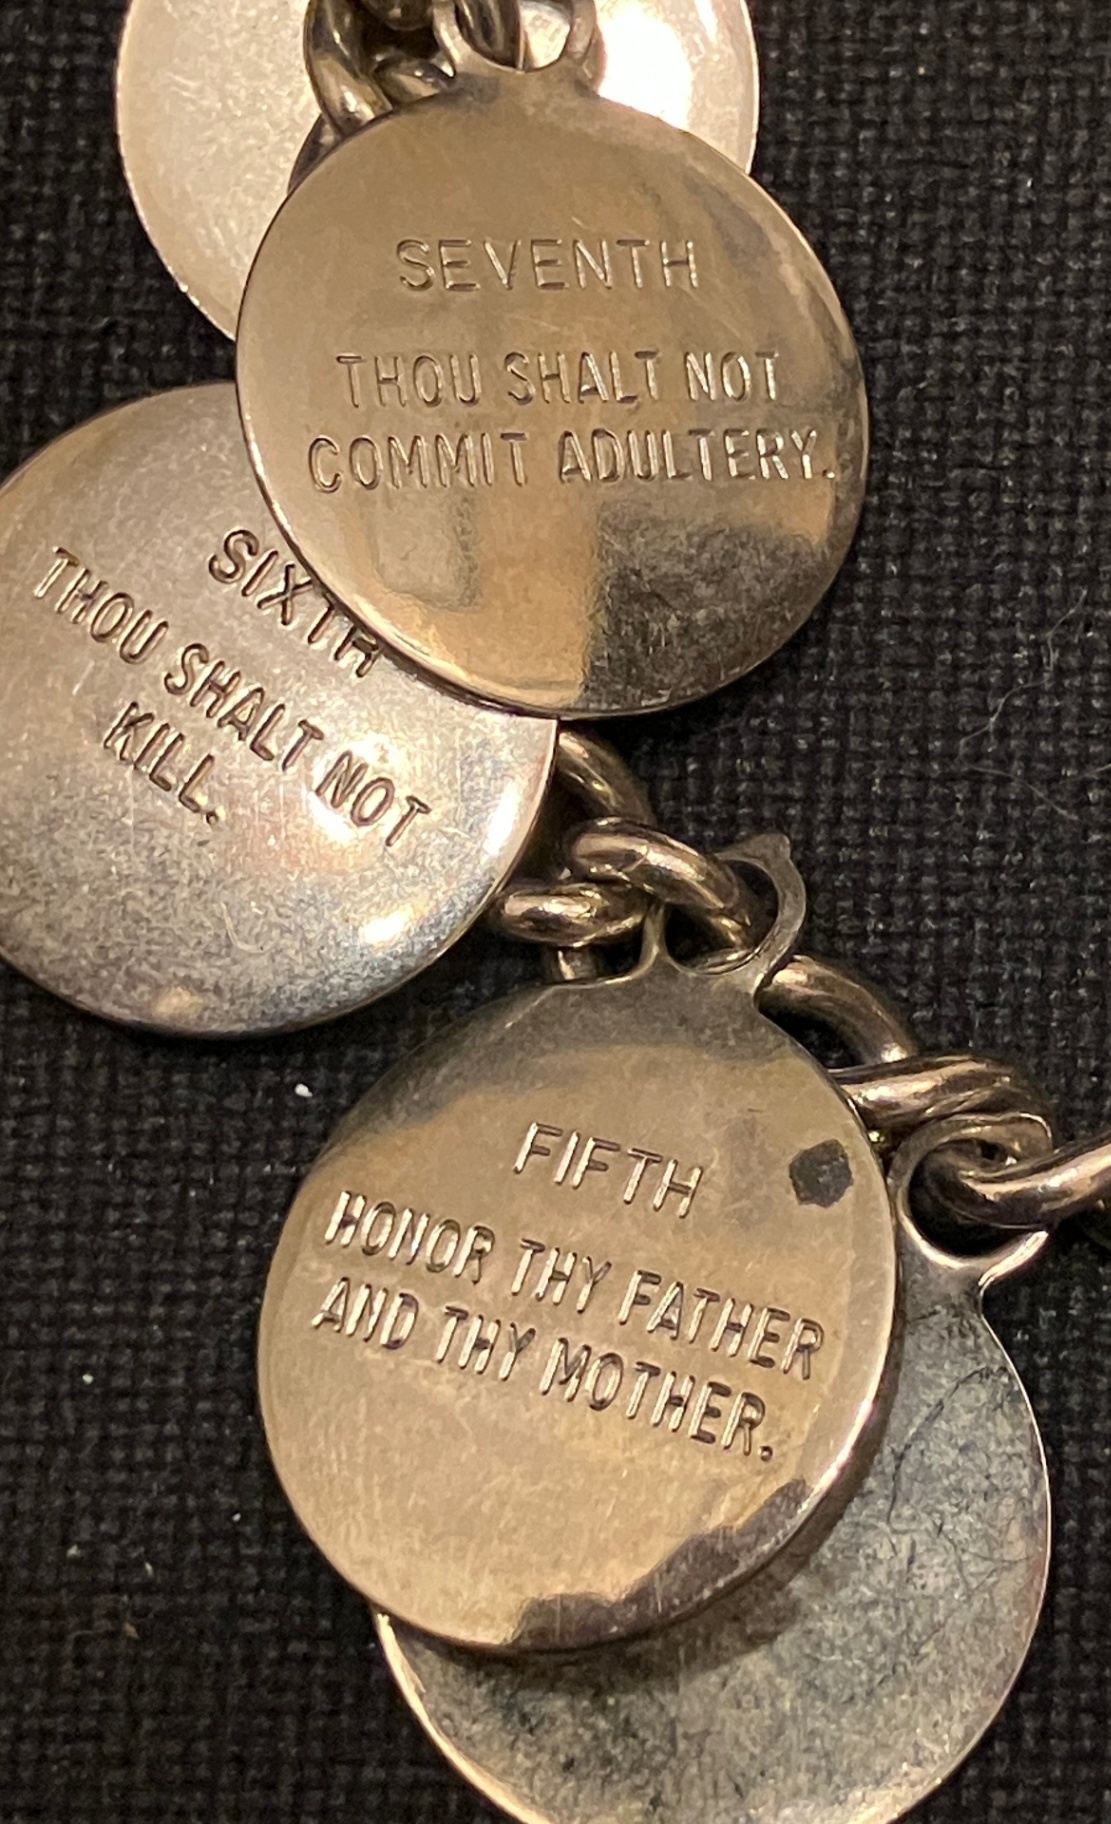 SEVENTH
THOU SHALT NOT
COMMIT ADULTERY.
SIXTH
THOU SHALT NOT
KILL.
FIFTH
HONOR THY FATHER
AND THY MOTHER.